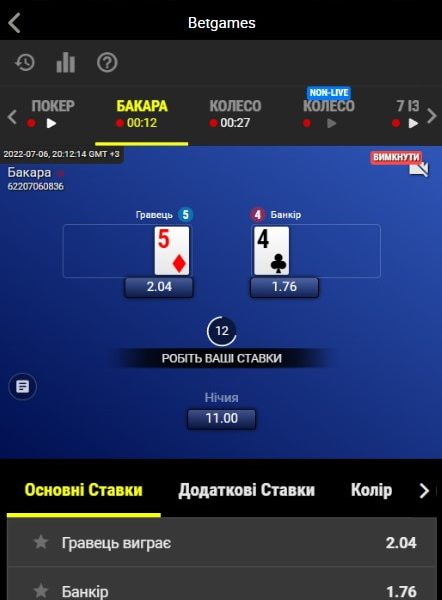 Betgames
NON-LIVE
ПОКЕР
БАКАРА
КОЛЕСО
КОЛЕСО
7 ІЗ
00:12
00:27
2022-07-06, 20:12:14 GMT +3
ВИМКНУТИ
Бакара
62207060836
Гравець 5
4 Банкір
5
4
2.04
1.76
12
РОБІТЬ ВАШІ СТАВКИ
Нічия
11.00
Основні Ставки
Додаткові Ставки
Колір
Гравець виграє
2.04
Банкір
1.76